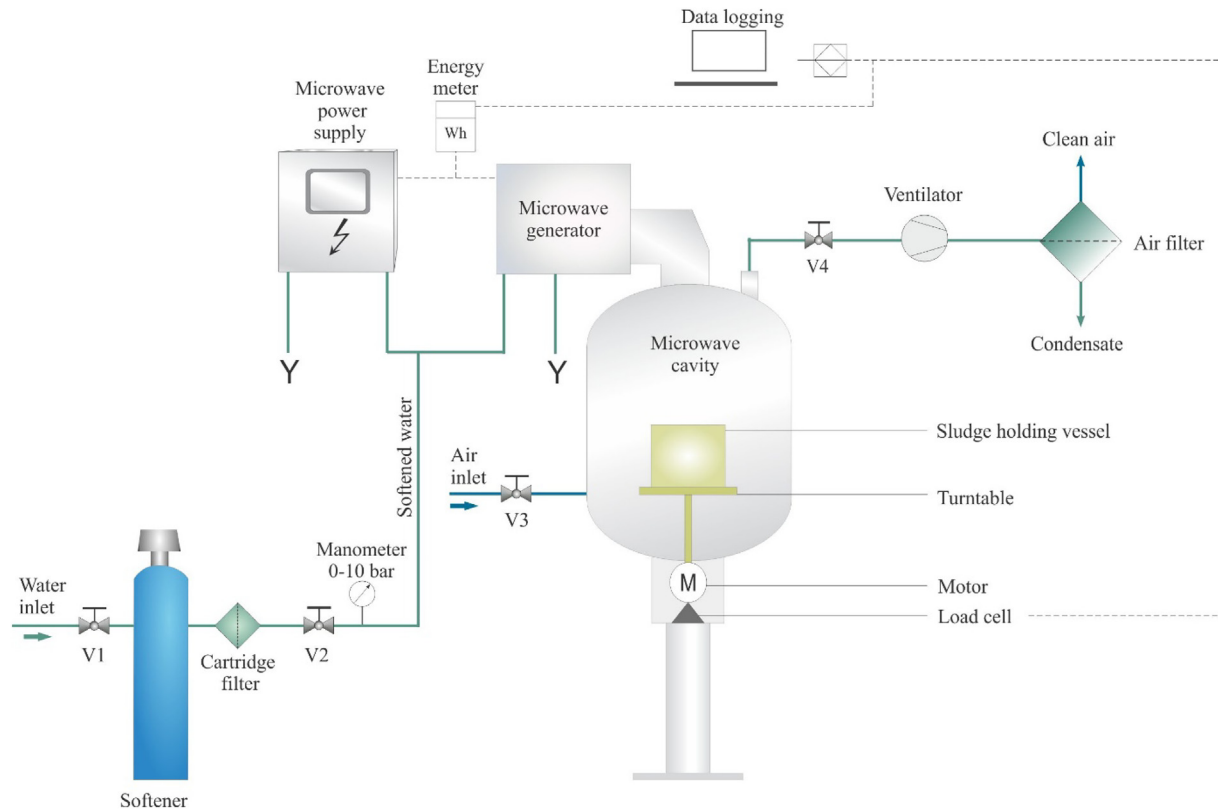 Data logging
Energy
meter
Wh
Microwave
power
supply
Microwave
generator
Clean air
Ventilator
V4
Air filter
Condensate
Y
Y
Microwave
cavity
Softened water
Sludge holding vessel
Air
inlet
V3
Turntable
Manometer
0-10 bar
Water
inlet
V1
V2
Cartridge
filter
M
Motor
Load cell
Softener